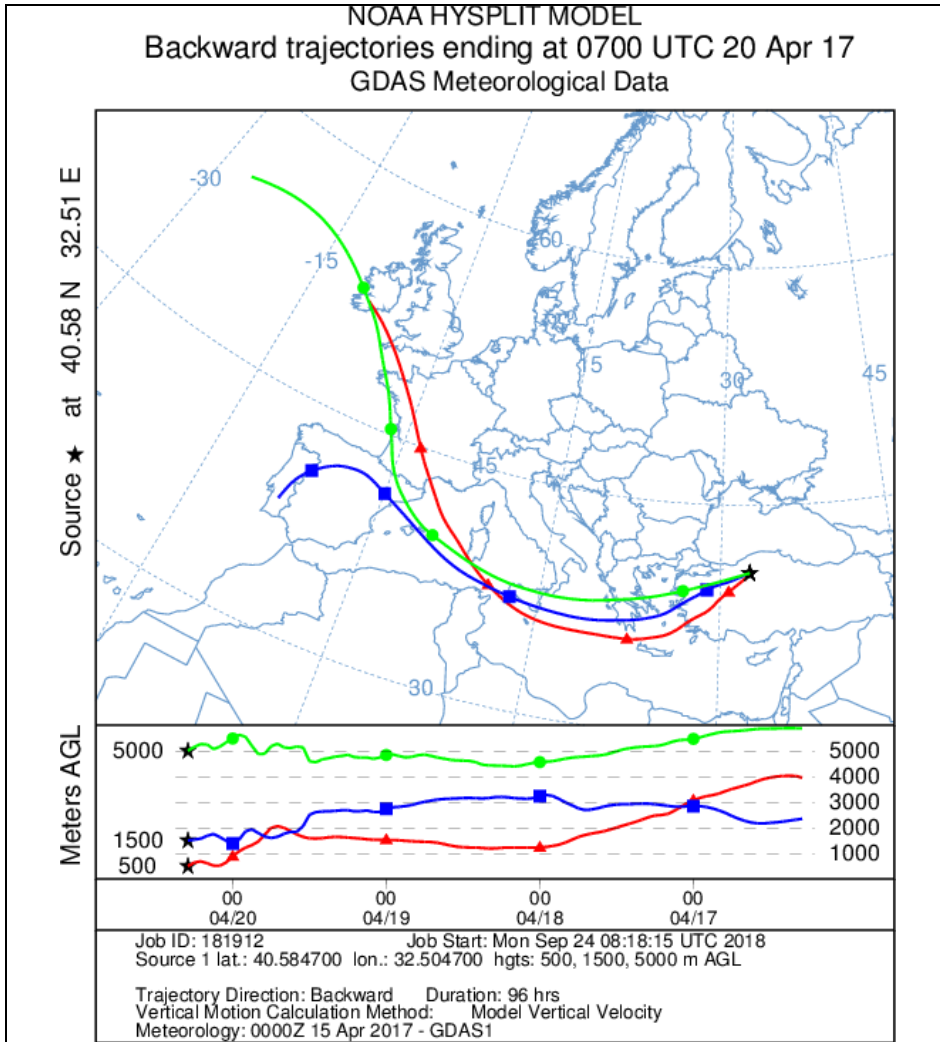 NOAA HYSPLIT MODEL
Backward trajectories ending at 0700 UTC 20 Apr 17
GDAS Meteorological Data
Source ★ at 40.58 N 32.51 E
-30
-15
60
0
15
30
45
45
30
Meters AGL
5000
1500
500
5000
4000
3000
2000
1000
00 00 00 00
04/20 04/19 04/18 04/17
Job ID: 181912 Job Start: Mon Sep 24 08:18:15 UTC 2018
Source 1 lat.: 40.584700 lon.: 32.504700 hgts: 500, 1500, 5000 m AGL
Trajectory Direction: Backward Duration: 96 hrs
Vertical Motion Calculation Method: Model Vertical Velocity
Meteorology: 0000Z 15 Apr 2017 - GDAS1